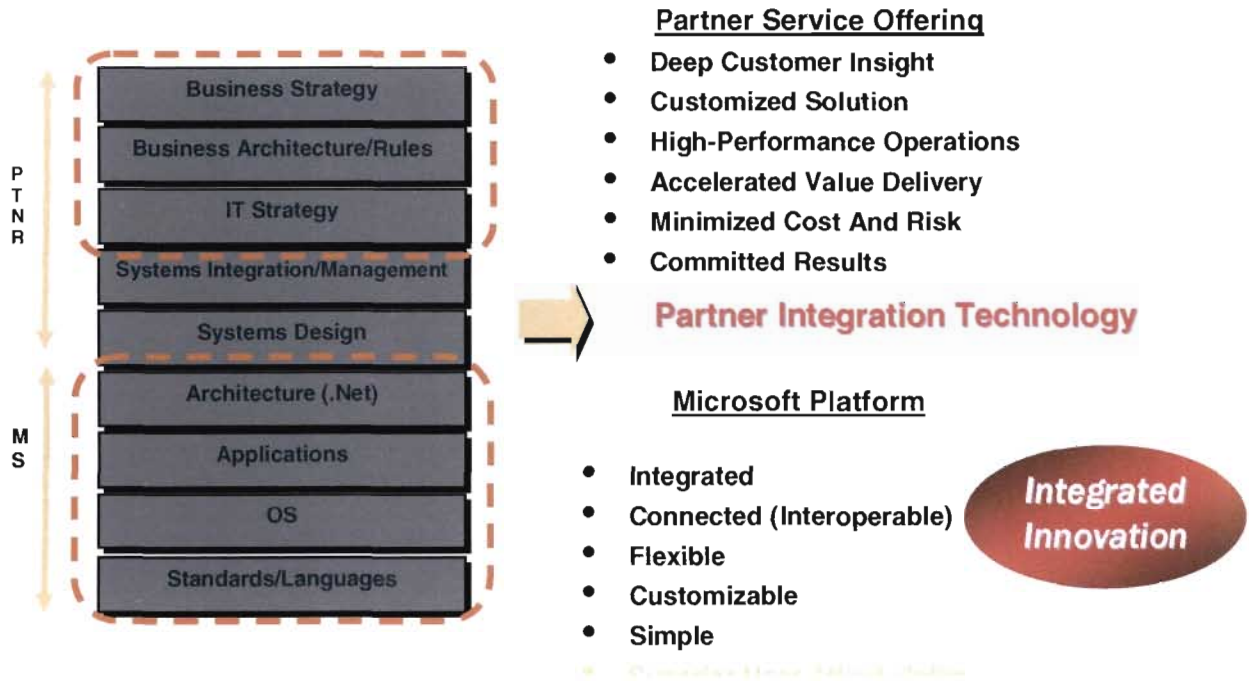 P
T
N
R
M
S
Business Strategy
Business Architecture/Rules
IT Strategy
Systems Integration/Management
Systems Design
Architecture (.Net)
Applications
OS
Standards/Languages
Partner Service Offering
• Deep Customer Insight
• Customized Solution
• High-Performance Operations
• Accelerated Value Delivery
• Minimized Cost And Risk
• Committed Results
Partner Integration Technology
Microsoft Platform
• Integrated
• Connected (Interoperable)
• Flexible
• Customizable
• Simple
Integrated
Innovation